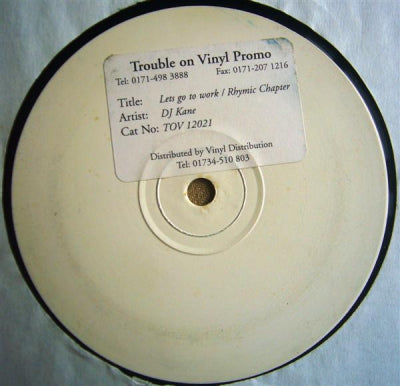 Trouble on Vinyl Promo
Tel: 0171-498 3888 Fax: 0171-207 1216
Title: Lets go to work / Rhymic Chapter
Artist: DJ Kane
Cat No: TOV 12021
Distributed by Vinyl Distribution
Tel: 01734-510 803